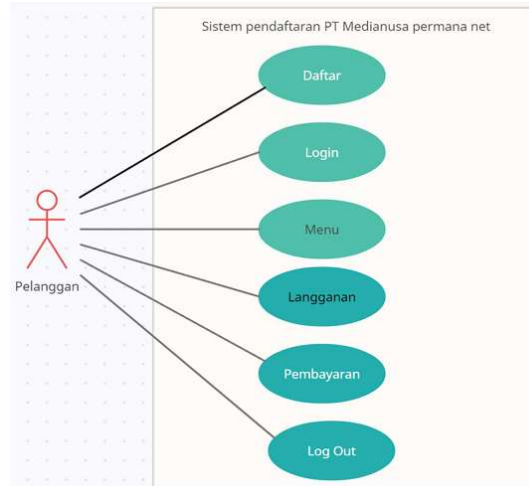 Sistem pendaftaran PT Medianusa permana net
Daftar
Login
Menu
Pelanggan
Langganan
Pembayaran
Log Out